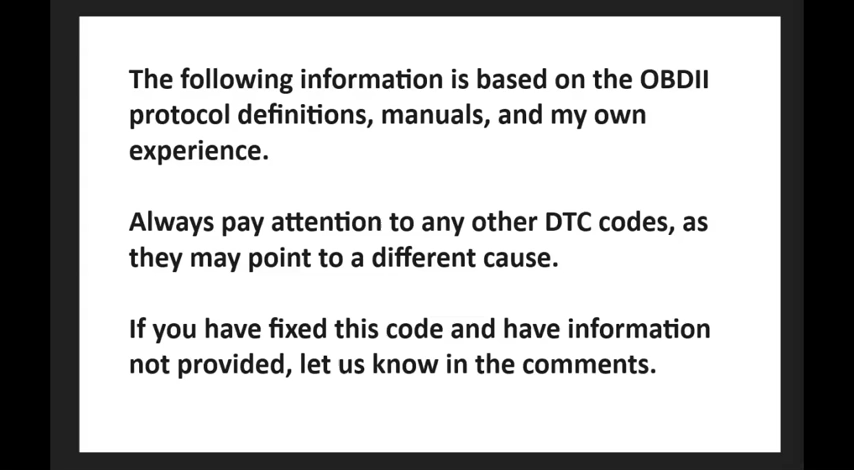 The following information is based on the OBDII
protocol definitions, manuals, and my own
experience.
Always pay attention to any other DTC codes, as
they may point to a different cause.
If you have fixed this code and have information
not provided, let us know in the comments.